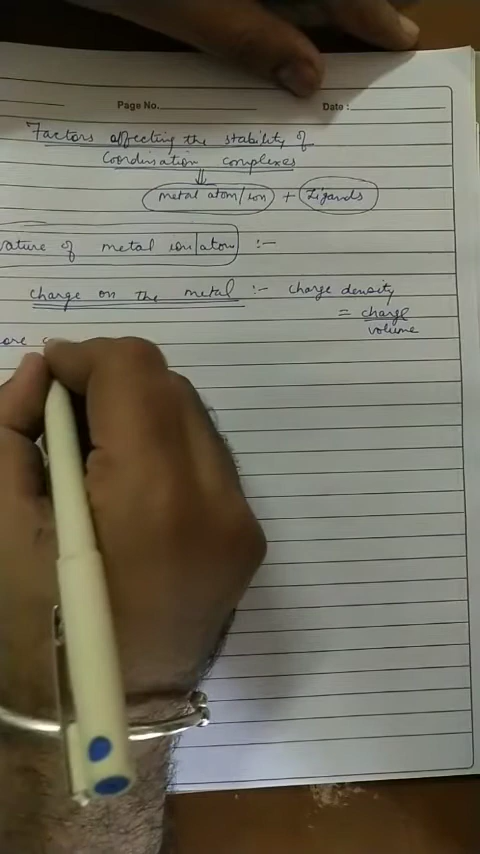 Page No. Date :
Factors affecting the stability of
Coordination complexes
⇓
metal atom/ion + Ligands
nature of metal ion/atom :-
charge on the metal :- charge density
= charge
volume